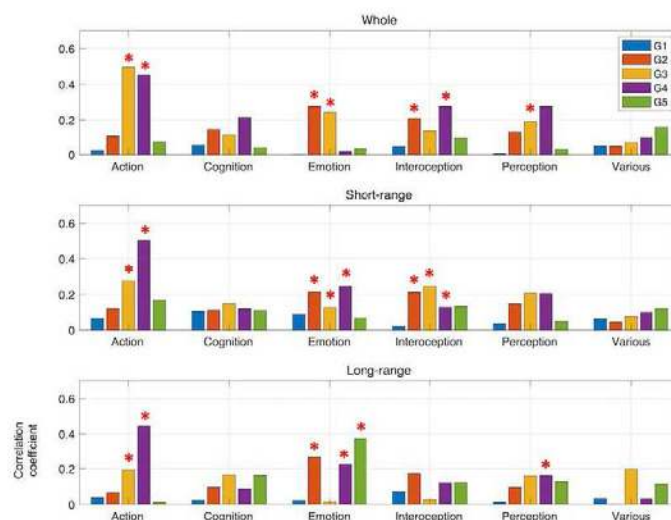 Whole
0.6
0.4
0.2
0
G1
G2
G3
G4
G5
Action Cognition Emotion Interoception Perception Various
Short-range
0.6
0.4
0.2
0
Action Cognition Emotion Interoception Perception Various
Long-range
0.6
0.4
0.2
0
Correlation
coefficient
Action Cognition Emotion Interoception Perception Various